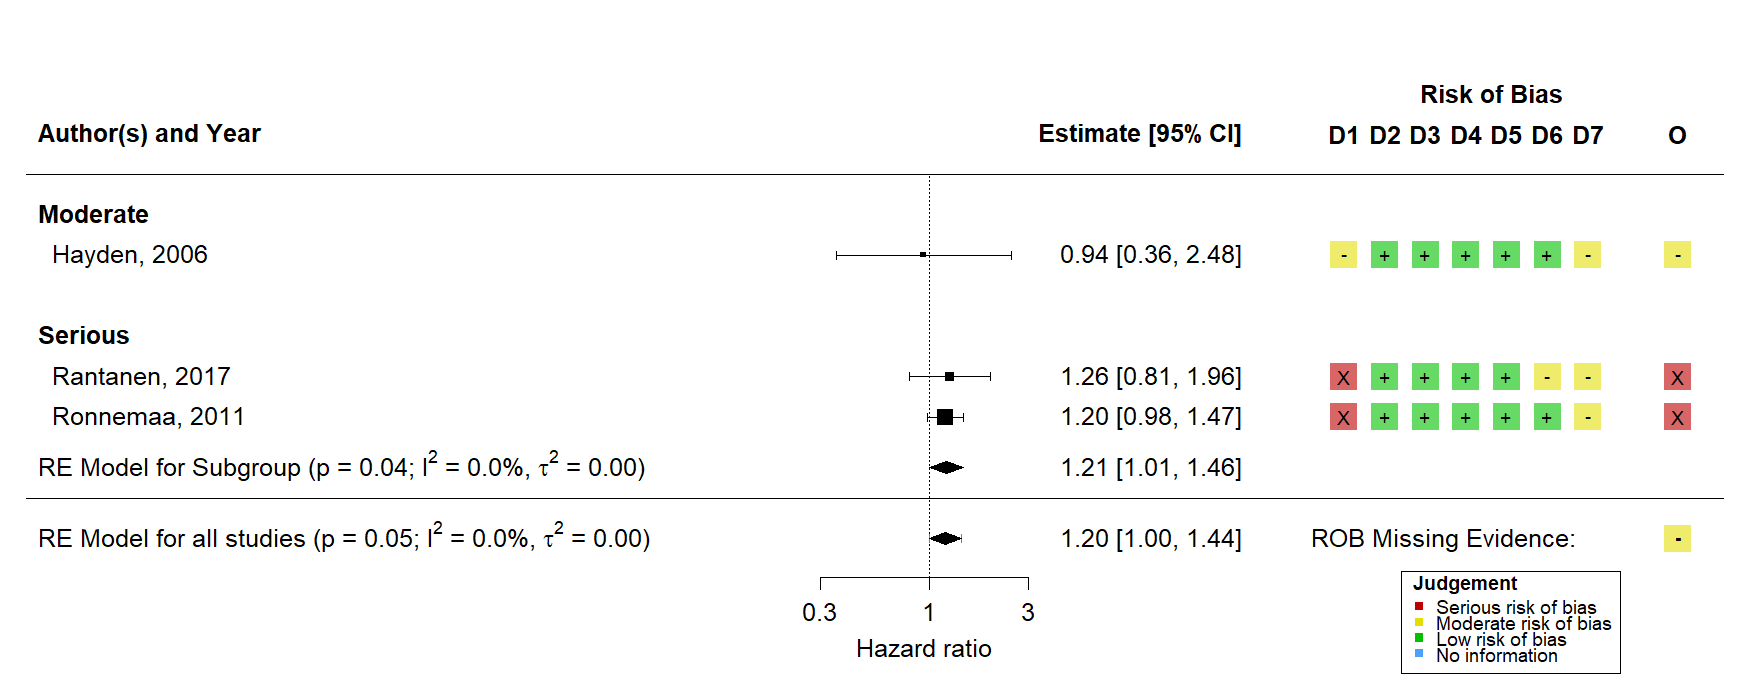 Risk of Bias
Author(s) and Year Estimate [95% CI] D1 D2 D3 D4 D5 D6 D7 O
Moderate
Hayden, 2006 0.94 [0.36, 2.48] - + + + + + - -
Serious
Rantanen, 2017 1.26 [0.81, 1.96] X + + + + - - X
Ronnemaa, 2011 1.20 [0.98, 1.47] X + + + + + - X
RE Model for Subgroup (p = 0.04; I² = 0.0%, τ² = 0.00) 1.21 [1.01, 1.46]
RE Model for all studies (p = 0.05; I² = 0.0%, τ² = 0.00) 1.20 [1.00, 1.44] ROB Missing Evidence: -
0.3 1 3
Hazard ratio
Judgement
Serious risk of bias
Moderate risk of bias
Low risk of bias
No information